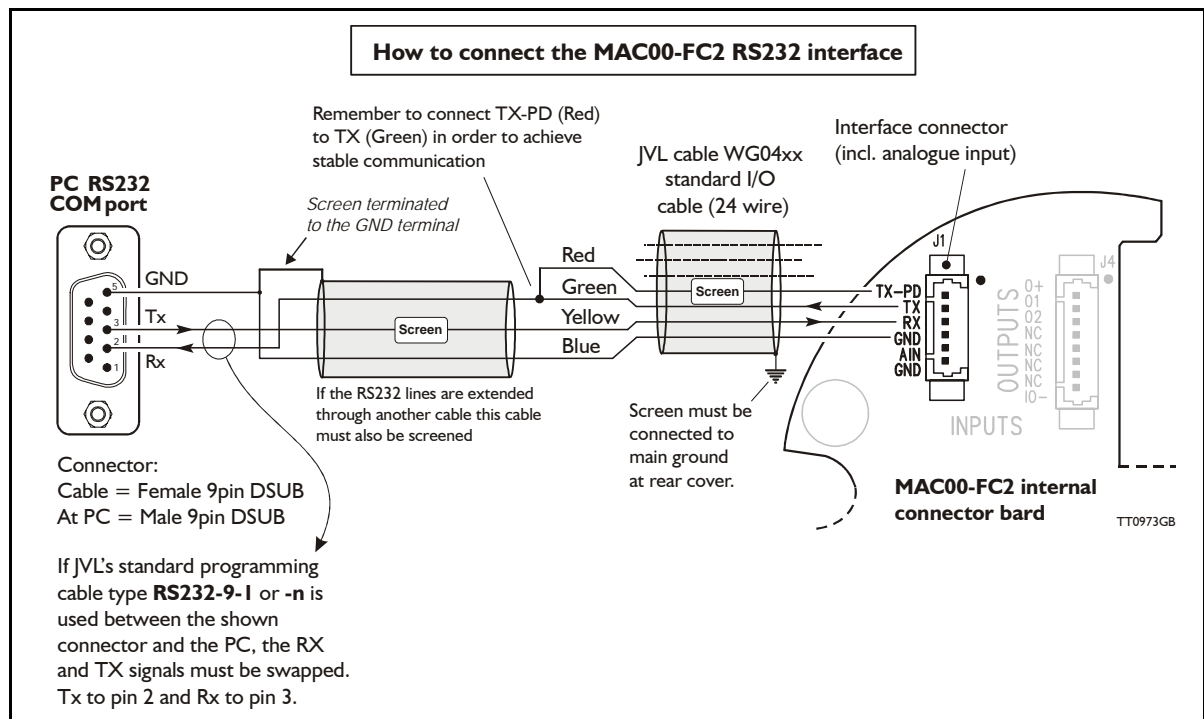 How to connect the MAC00-FC2 RS232 interface
Remember to connect TX-PD (Red)
to TX (Green) in order to achieve
stable communication
JVL cable WG04xx
standard I/O
cable (24 wire)
Interface connector
(incl. analogue input)
PC RS232
COM port
Screen terminated
to the GND terminal
GND
Tx
Rx
5
3
2
1
Screen
Red
Green
Yellow
Blue
Screen
If the RS232 lines are extended
through another cable this cable
must also be screened
Screen must be
connected to
main ground
at rear cover.
J1
TX-PD
TX
RX
GND
AIN
GND
J4
OUTPUTS
O+
O1
O2
NC
NC
NC
NC
IO-
INPUTS
MAC00-FC2 internal
connector bard
TT0973GB
Connector:
Cable = Female 9pin DSUB
At PC = Male 9pin DSUB
If JVL's standard programming
cable type RS232-9-1 or -n is
used between the shown
connector and the PC, the RX
and TX signals must be swapped.
Tx to pin 2 and Rx to pin 3.